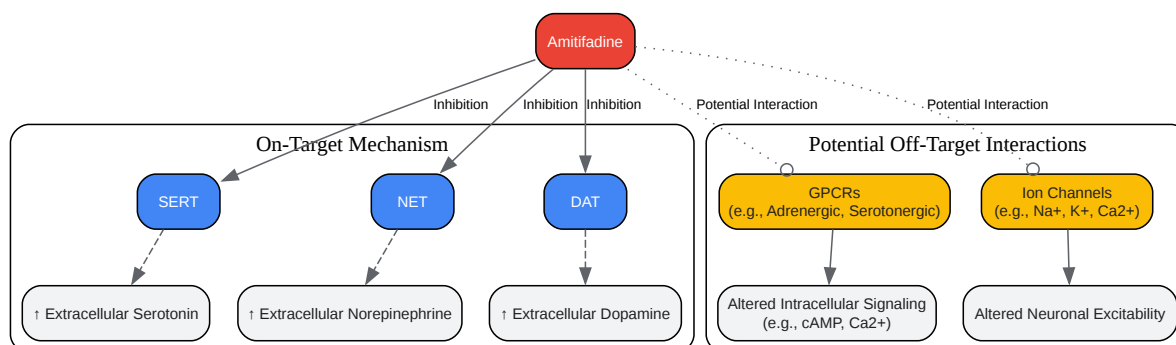 Amitifadine
Inhibition
Inhibition
Inhibition
Potential Interaction
Potential Interaction
On-Target Mechanism
Potential Off-Target Interactions
SERT
NET
DAT
GPCRs
(e.g., Adrenergic, Serotonergic)
Ion Channels
(e.g., Na+, K+, Ca2+)
↑ Extracellular Serotonin
↑ Extracellular Norepinephrine
↑ Extracellular Dopamine
Altered Intracellular Signaling
(e.g., cAMP, Ca2+)
Altered Neuronal Excitability